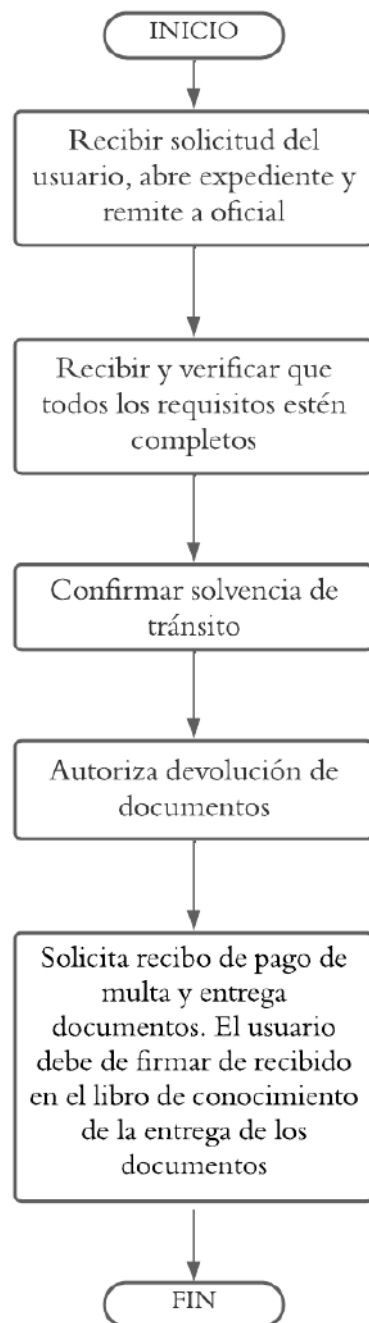 INICIO
Recibir solicitud del
usuario, abre expediente y
remite a oficial
Recibir y verificar que
todos los requisitos estén
completos
Confirmar solvencia de
tránsito
Autoriza devolución de
documentos
Solicita recibo de pago de
multa y entrega
documentos. El usuario
debe de firmar de recibido
en el libro de conocimiento
de la entrega de los
documentos
FIN